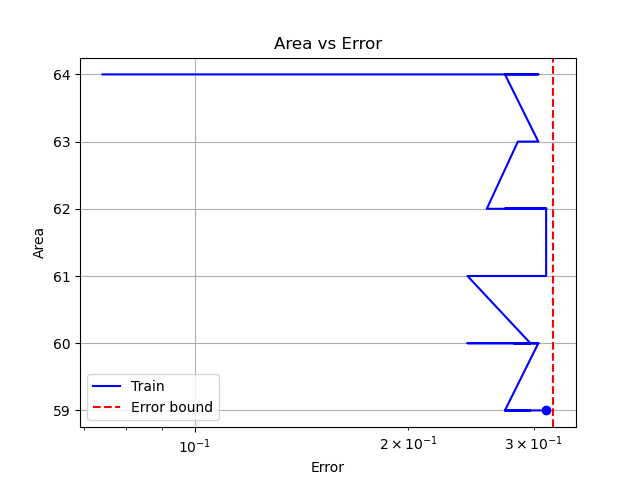 Area vs Error
Area
64
63
62
61
60
59
Train
Error bound
10⁻¹
2 × 10⁻¹
3 × 10⁻¹
Error